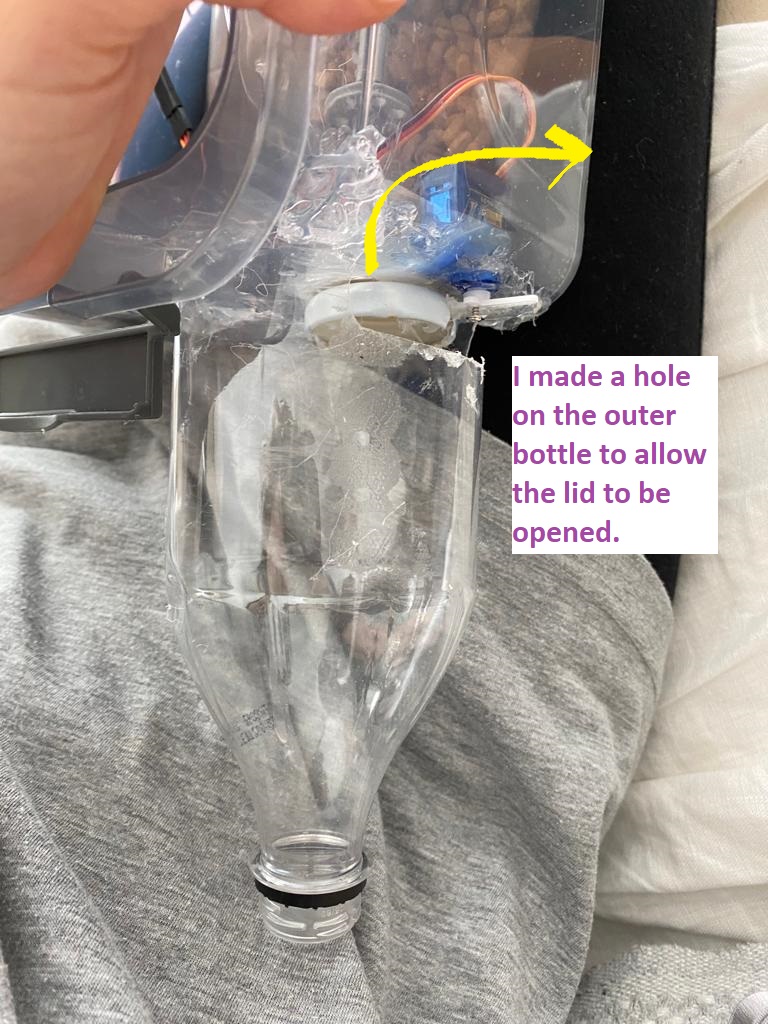 I made a hole
on the outer
bottle to allow
the lid to be
opened.